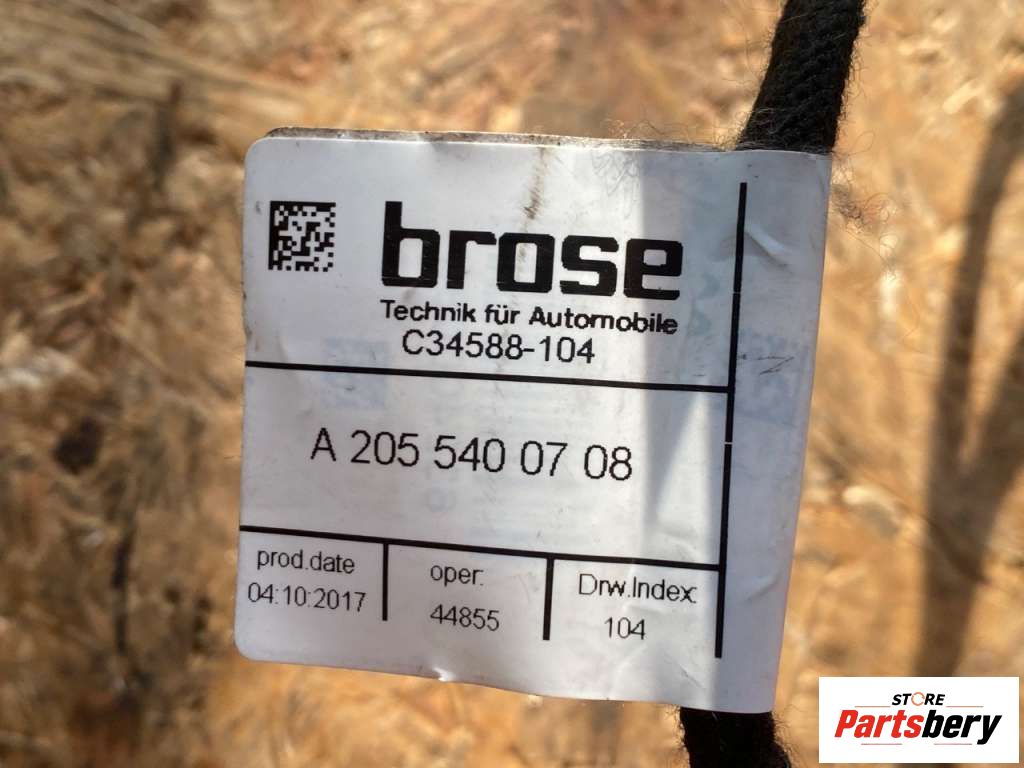 brose
Technik für Automobile
C34588-104
A 205 540 07 08
prod.date
04:10:2017
oper:
44855
Drw.Index
104
STORE
Partsbery